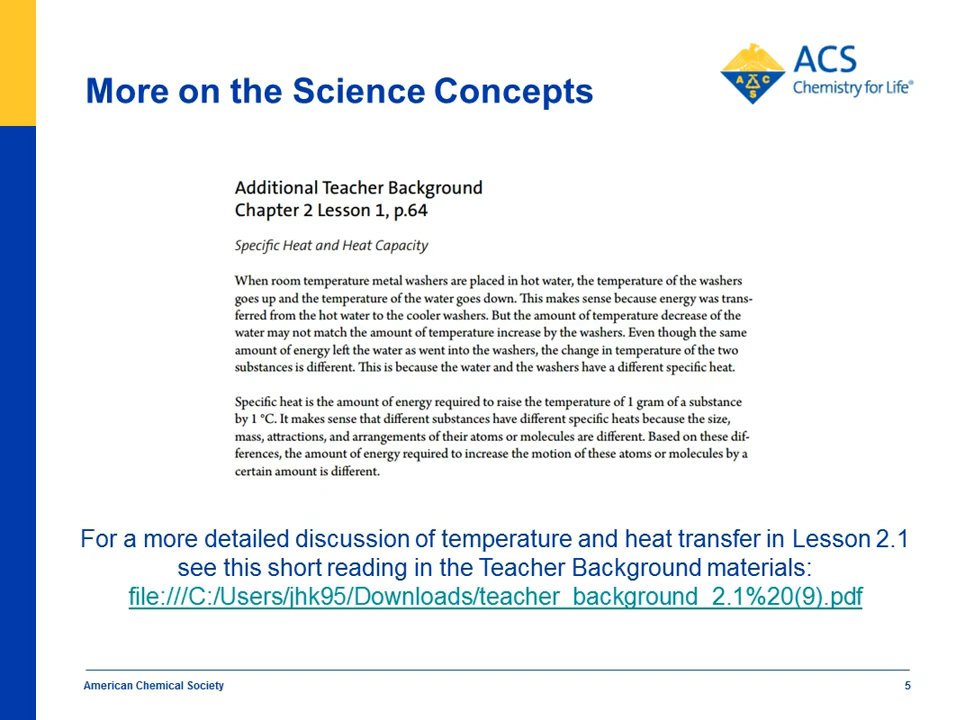 More on the Science Concepts
ACS
Chemistry for Life®
A C S
Additional Teacher Background
Chapter 2 Lesson 1, p.64
Specific Heat and Heat Capacity
When room temperature metal washers are placed in hot water, the temperature of the washers
goes up and the temperature of the water goes down. This makes sense because energy was trans-
ferred from the hot water to the cooler washers. But the amount of temperature decrease of the
water may not match the amount of temperature increase by the washers. Even though the same
amount of energy left the water as went into the washers, the change in temperature of the two
substances is different. This is because the water and the washers have a different specific heat.
Specific heat is the amount of energy required to raise the temperature of 1 gram of a substance
by 1 °C. It makes sense that different substances have different specific heats because the size,
mass, attractions, and arrangements of their atoms or molecules are different. Based on these dif-
ferences, the amount of energy required to increase the motion of these atoms or molecules by a
certain amount is different.
For a more detailed discussion of temperature and heat transfer in Lesson 2.1
see this short reading in the Teacher Background materials:
file:///C:/Users/jhk95/Downloads/teacher_background_2.1%20(9).pdf
American Chemical Society
5